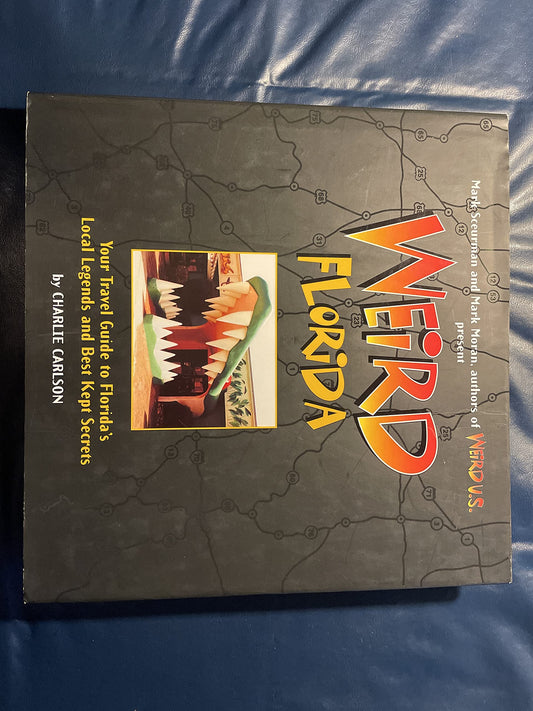 Mark Sceurman and Mark Moran, authors of WEIRD U.S.
present
WEiRD
FLORiDA
Your Travel Guide to Florida's
Local Legends and Best Kept Secrets
by CHARLIE CARLSON